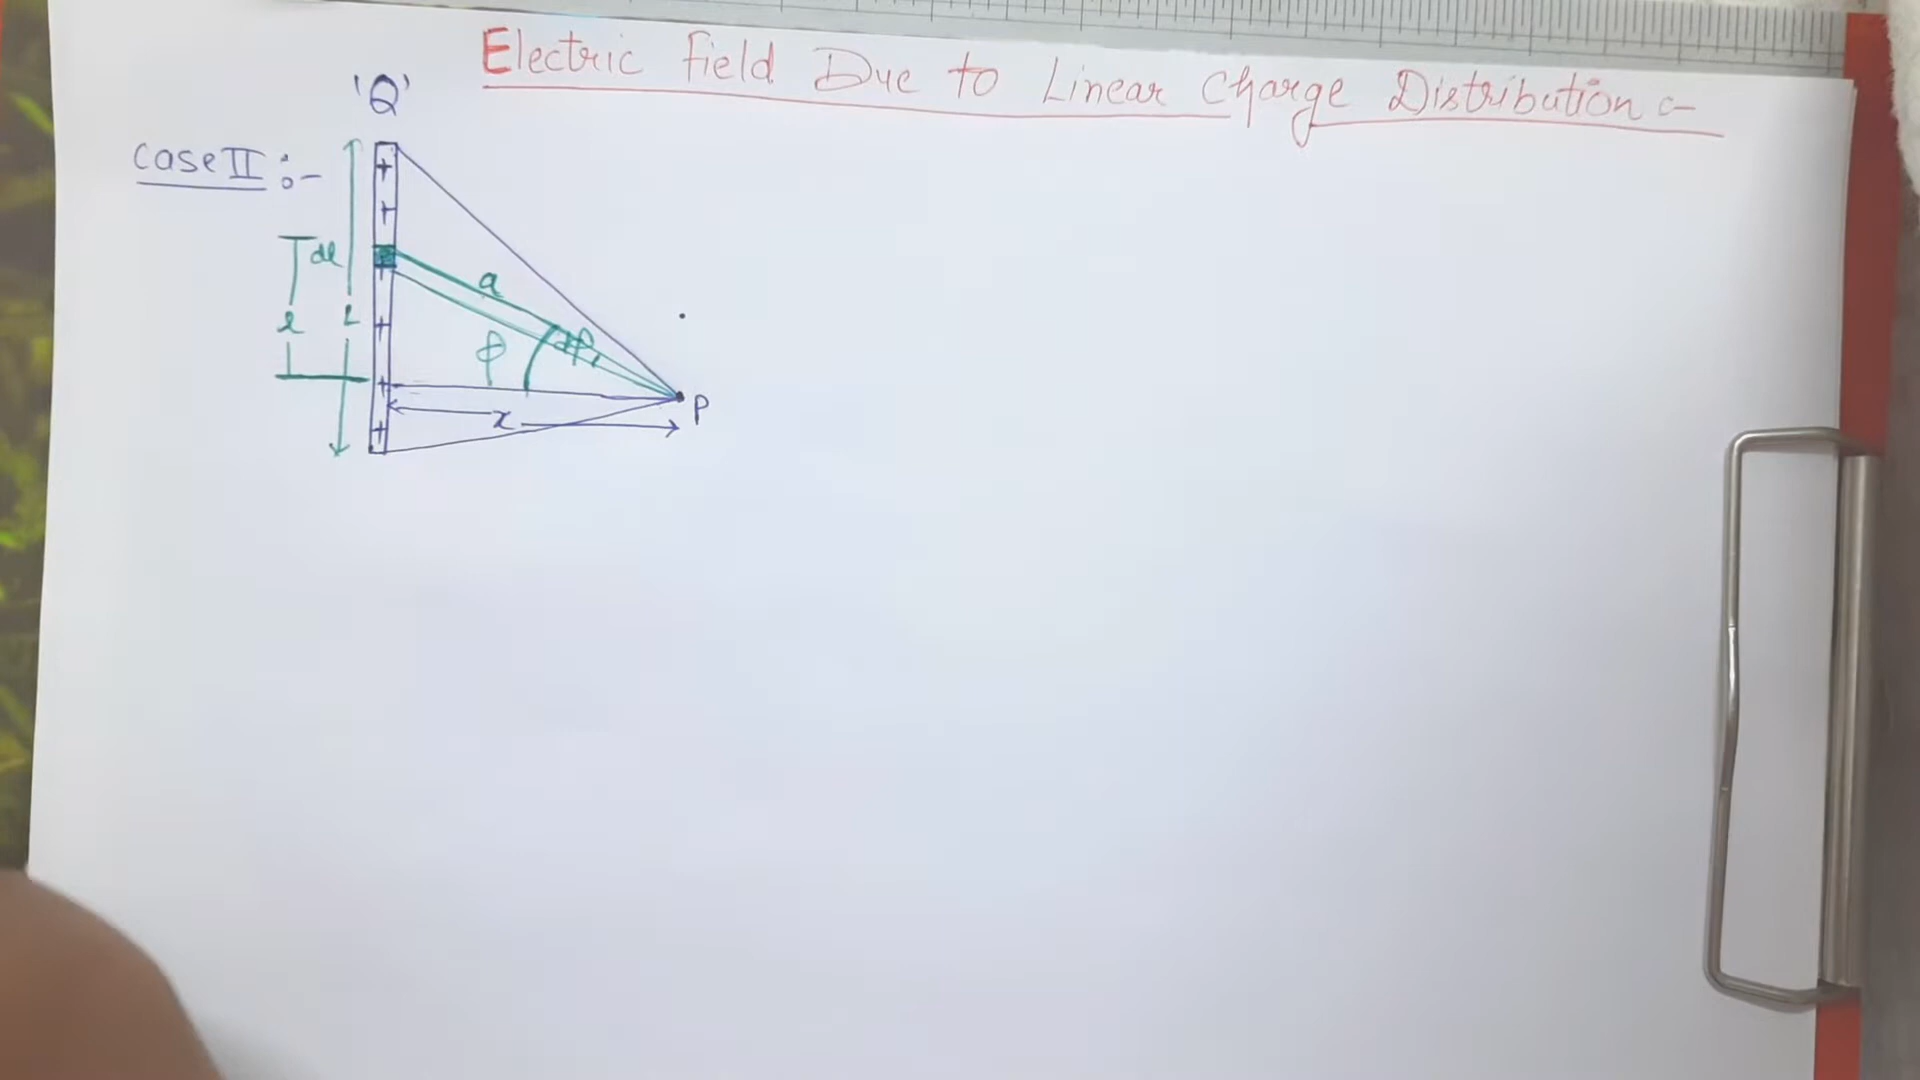 Electric field Due to Linear Charge Distribution :-
'Q'
Case II :-
+
+
dl
a
l
L
+
φ
dφ
+
x
P
+